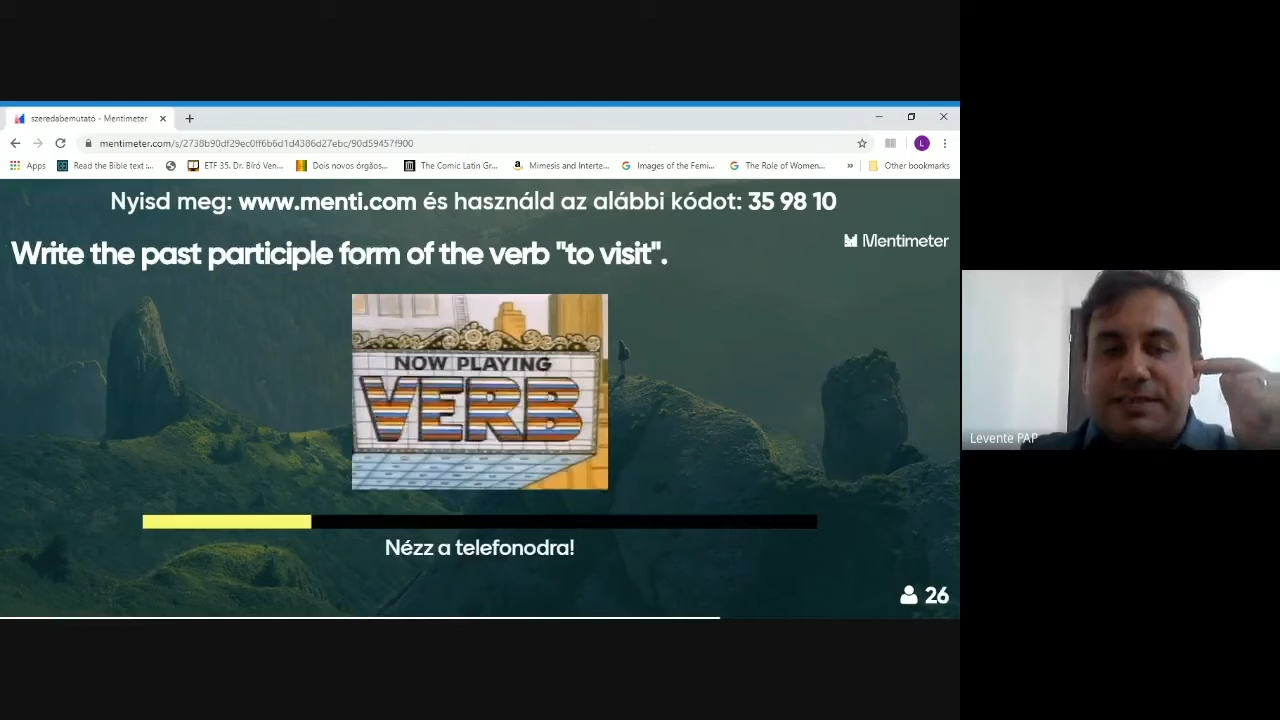 szeredabemutató - Mentimeter
mentimeter.com/s/2738b90df29ec0ff6b6d1d4386d27ebc/90d59457f900
L
Apps Read the Bible text :... ETF 35. Dr. Bíró Ven... Dois novos órgãos... The Comic Latin Gr... Mimesis and Interte... Images of the Femi... The Role of Women... » Other bookmarks
Nyisd meg: www.menti.com és használd az alábbi kódot: 35 98 10
Mentimeter
Write the past participle form of the verb "to visit".
NOW PLAYING
VERB
Levente PAP
Nézz a telefonodra!
26